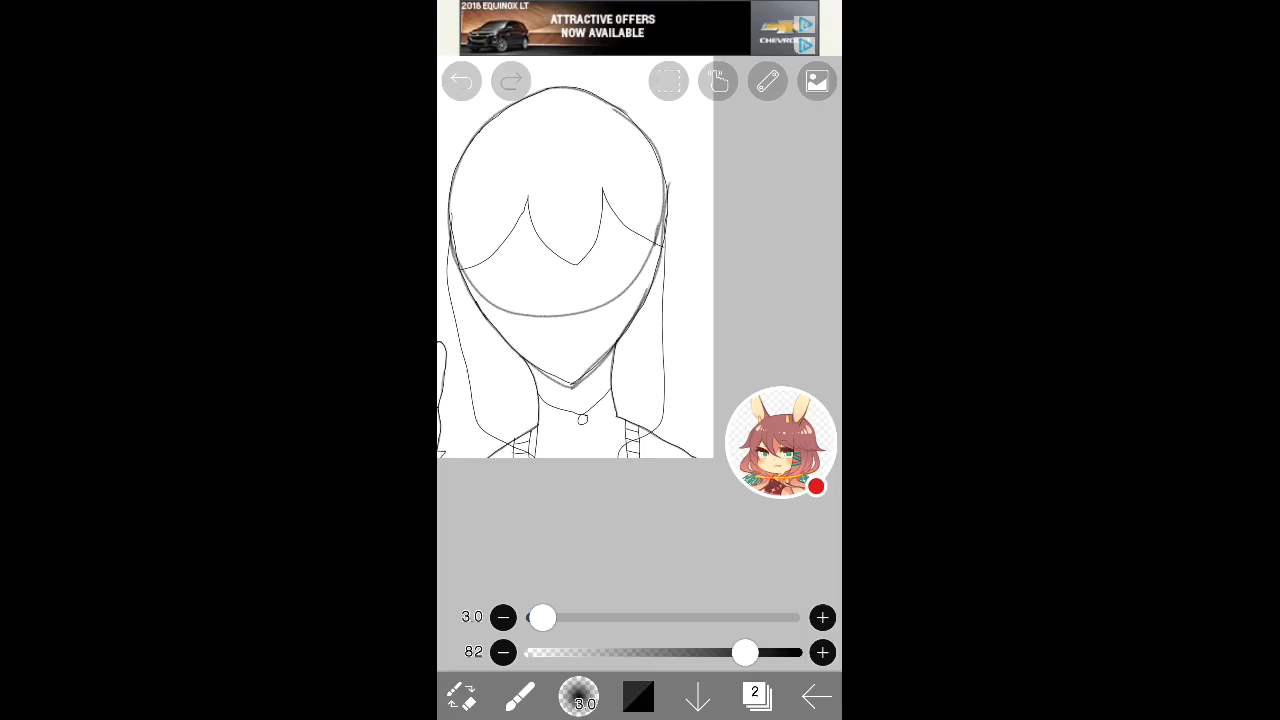 2018 EQUINOX LT
ATTRACTIVE OFFERS
NOW AVAILABLE
3.0
82
3.0
2